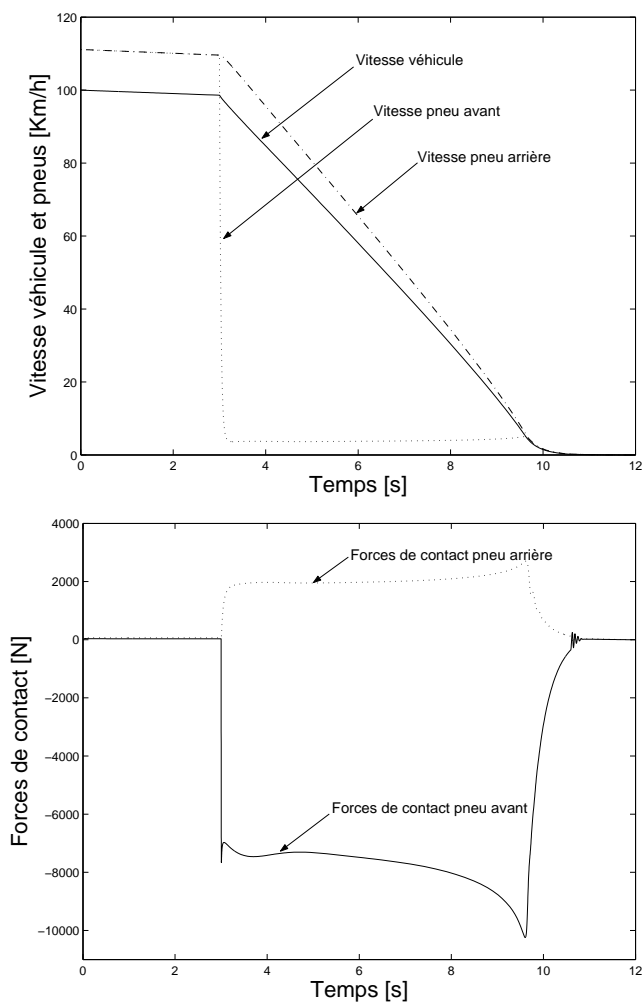 120
100
80
60
40
20
0
Vitesse véhicule et pneus [Km/h]
Vitesse véhicule
Vitesse pneu avant
Vitesse pneu arrière
0 2 4 6 8 10 12
Temps [s]
4000
2000
0
−2000
−4000
−6000
−8000
−10000
Forces de contact [N]
Forces de contact pneu arrière
Forces de contact pneu avant
0 2 4 6 8 10 12
Temps [s]